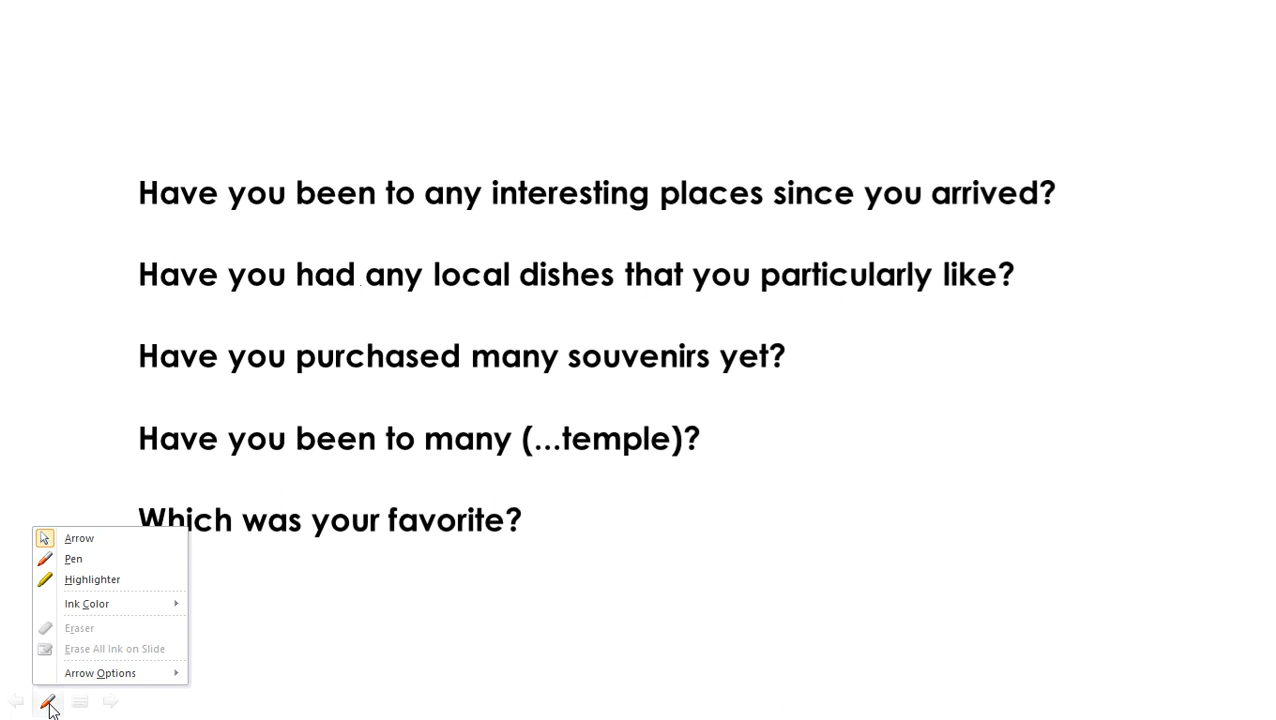 Have you been to any interesting places since you arrived?
Have you had any local dishes that you particularly like?
Have you purchased many souvenirs yet?
Have you been to many (...temple)?
Which was your favorite?
Arrow
Pen
Highlighter
Ink Color
Eraser
Erase All Ink on Slide
Arrow Options